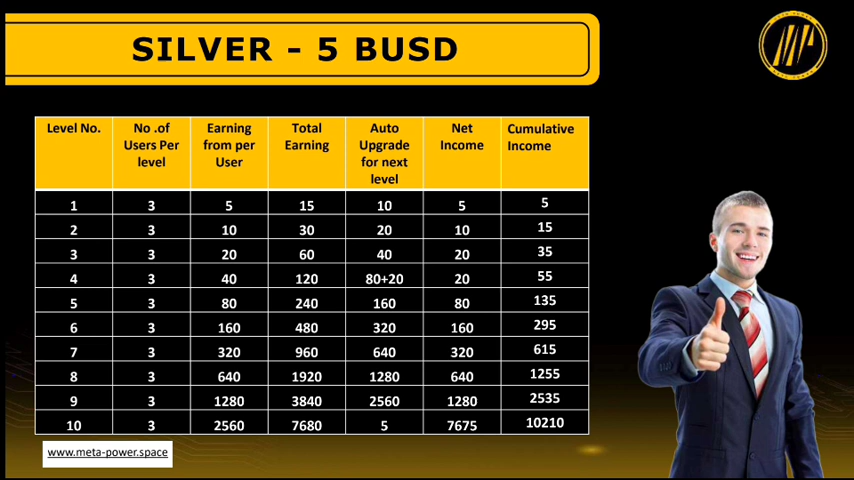 SILVER - 5 BUSD
Level No. No .of Users Per level Earning from per User Total Earning Auto Upgrade for next level Net Income Cumulative Income
1 3 5 15 10 5 5
2 3 10 30 20 10 15
3 3 20 60 40 20 35
4 3 40 120 80+20 20 55
5 3 80 240 160 80 135
6 3 160 480 320 160 295
7 3 320 960 640 320 615
8 3 640 1920 1280 640 1255
9 3 1280 3840 2560 1280 2535
10 3 2560 7680 5 7675 10210
www.meta-power.space